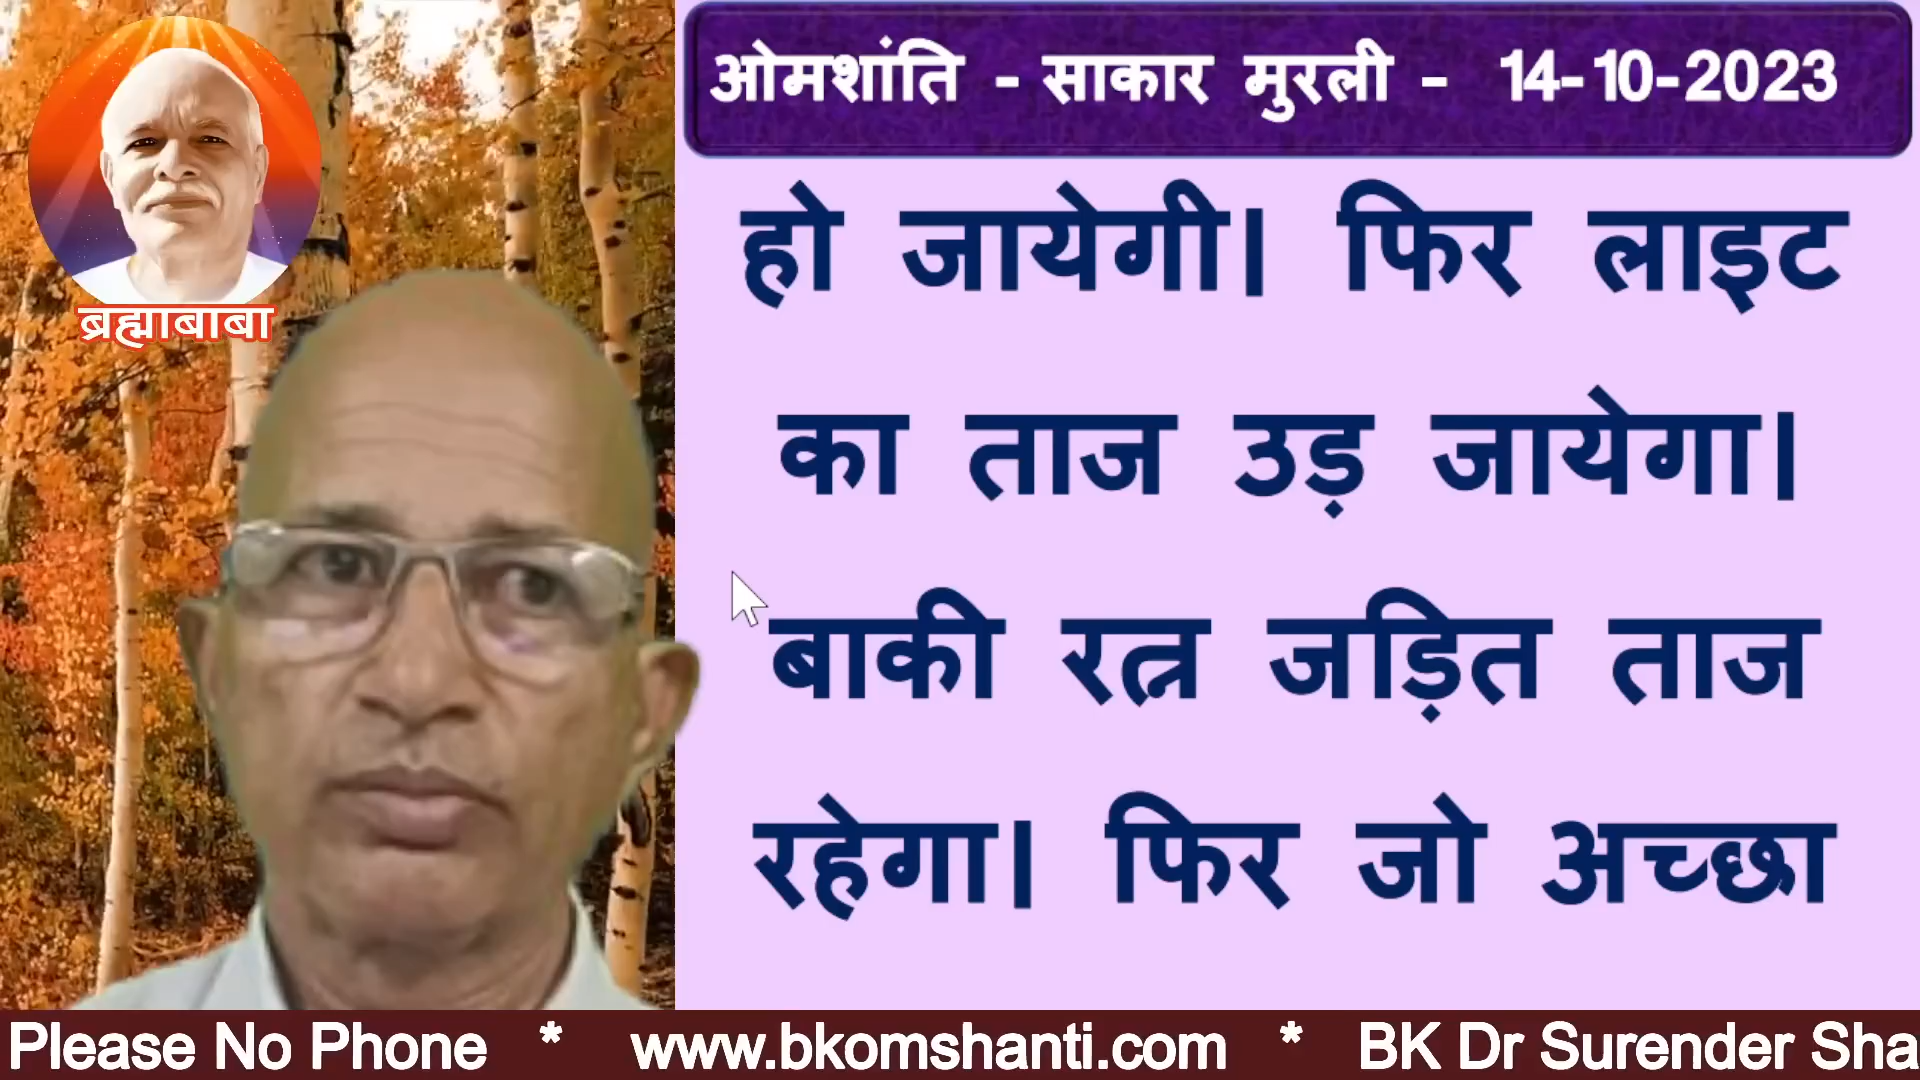 ओमशांति - साकार मुरली - 14-10-2023
ब्रह्माबाबा
हो जायेगी। फिर लाइट
का ताज उड़ जायेगा।
बाकी रत्न जड़ित ताज
रहेगा। फिर जो अच्छा
Please No Phone * www.bkomshanti.com * BK Dr Surender Sha